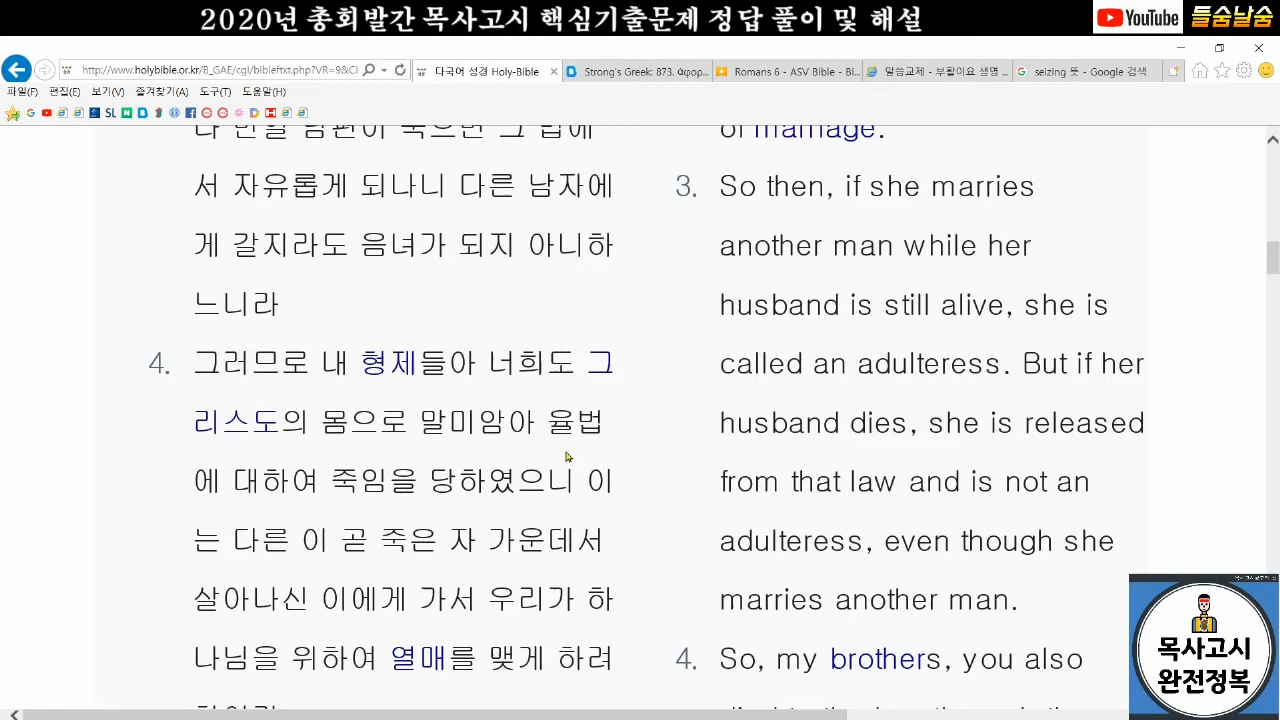 2020년 총회발간 목사고시 핵심기출문제 정답 풀이 및 해설
YouTube 들숨날숨
http://www.holybible.or.kr/B_GAE/cgi/bibleftxt.php?VR=9&CI
다국어 성경 Holy-Bible
Strong's Greek: 873. ἀφορ...
Romans 6 - ASV Bible - Bl...
말씀교제 - 부활이요 생명 ...
seizing 뜻 - Google 검색
파일(F) 편집(E) 보기(V) 즐겨찾기(A) 도구(T) 도움말(H)
나 만일 남편이 죽으면 그 법에
서 자유롭게 되나니 다른 남자에
게 갈지라도 음녀가 되지 아니하
느니라
4. 그러므로 내 형제들아 너희도 그
리스도의 몸으로 말미암아 율법
에 대하여 죽임을 당하였으니 이
는 다른 이 곧 죽은 자 가운데서
살아나신 이에게 가서 우리가 하
나님을 위하여 열매를 맺게 하려
of marriage.
3. So then, if she marries
another man while her
husband is still alive, she is
called an adulteress. But if her
husband dies, she is released
from that law and is not an
adulteress, even though she
marries another man.
4. So, my brothers, you also
목사고시
완전정복